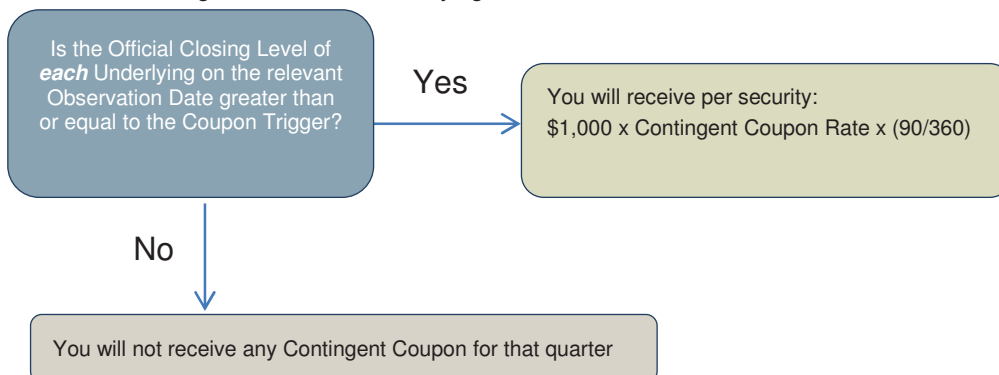 Is the Official Closing Level of
each Underlying on the relevant
Observation Date greater than
or equal to the Coupon Trigger?
Yes
You will receive per security:
$1,000 x Contingent Coupon Rate x (90/360)
No
You will not receive any Contingent Coupon for that quarter